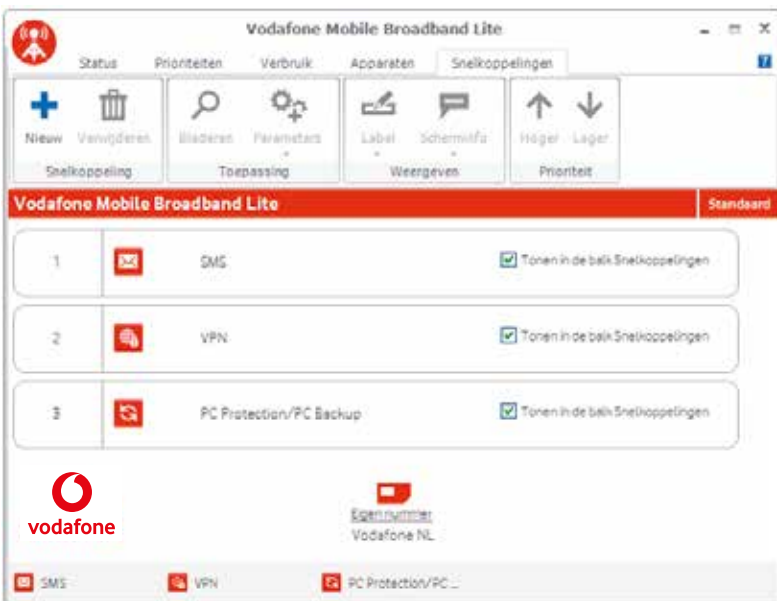 Vodafone Mobile Broadband Lite
Status Prioriteiten Verbruik Apparaten Snelkoppelingen
?
Nieuw Verwijderen Bladeren Parameters Label Scherminfo Hoger Lager
Snelkoppeling Toepassing Weergeven Prioriteit
Vodafone Mobile Broadband Lite Standaard
1 SMS Tonen in de balk Snelkoppelingen
2 VPN Tonen in de balk Snelkoppelingen
3 PC Protection/PC Backup Tonen in de balk Snelkoppelingen
vodafone
Eigen nummer
Vodafone NL
SMS VPN PC Protection/PC ...